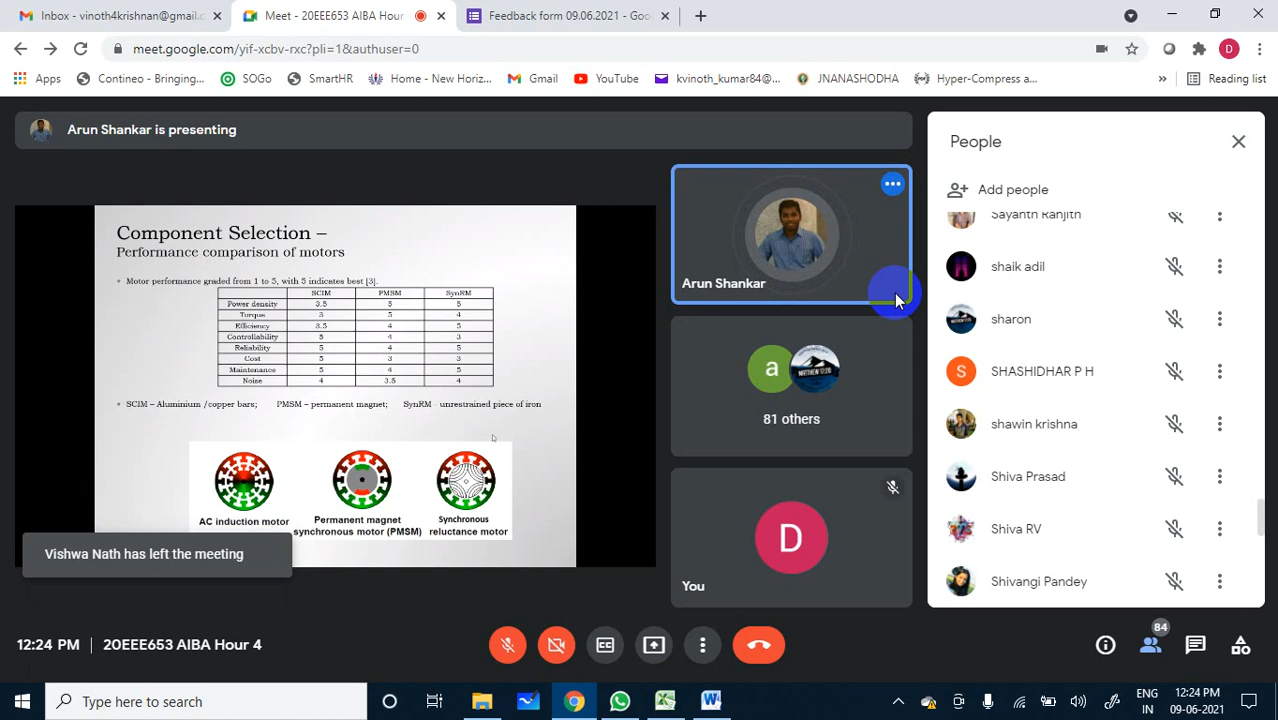 Inbox - vinoth4krishnan@gmail.c
Meet - 20EEE653 AIBA Hour
Feedback form 09.06.2021 - Goo
meet.google.com/yif-xcbv-rxc?pli=1&authuser=0
Apps
Contineo - Bringing...
SOGo
SmartHR
Home - New Horiz...
Gmail
YouTube
kvinoth_kumar84@...
JNANASHODHA
Hyper-Compress a...
»
Reading list
Arun Shankar is presenting
Component Selection –
Performance comparison of motors
• Motor performance graded from 1 to 5, with 5 indicates best [3].
SCIM PMSM SynRM
Power density 3.5 5 5
Torque 3 5 4
Efficiency 3.5 4 5
Controllability 5 4 3
Reliability 5 4 5
Cost 5 3 3
Maintenance 5 4 5
Noise 4 3.5 4
• SCIM – Aluminium /copper bars; PMSM – permanent magnet; SynRM - unrestrained piece of iron
AC induction motor
Permanent magnet
synchronous motor (PMSM)
Synchronous
reluctance motor
Vishwa Nath has left the meeting
Arun Shankar
a
MATTHEW 12:20
81 others
D
You
People
Add people
Sayanth Ranjith
shaik adil
sharon
S
SHASHIDHAR P H
shawin krishna
Shiva Prasad
Shiva RV
Shivangi Pandey
12:24 PM | 20EEE653 AIBA Hour 4
CC
84
Type here to search
ENG
IN
12:24 PM
09-06-2021